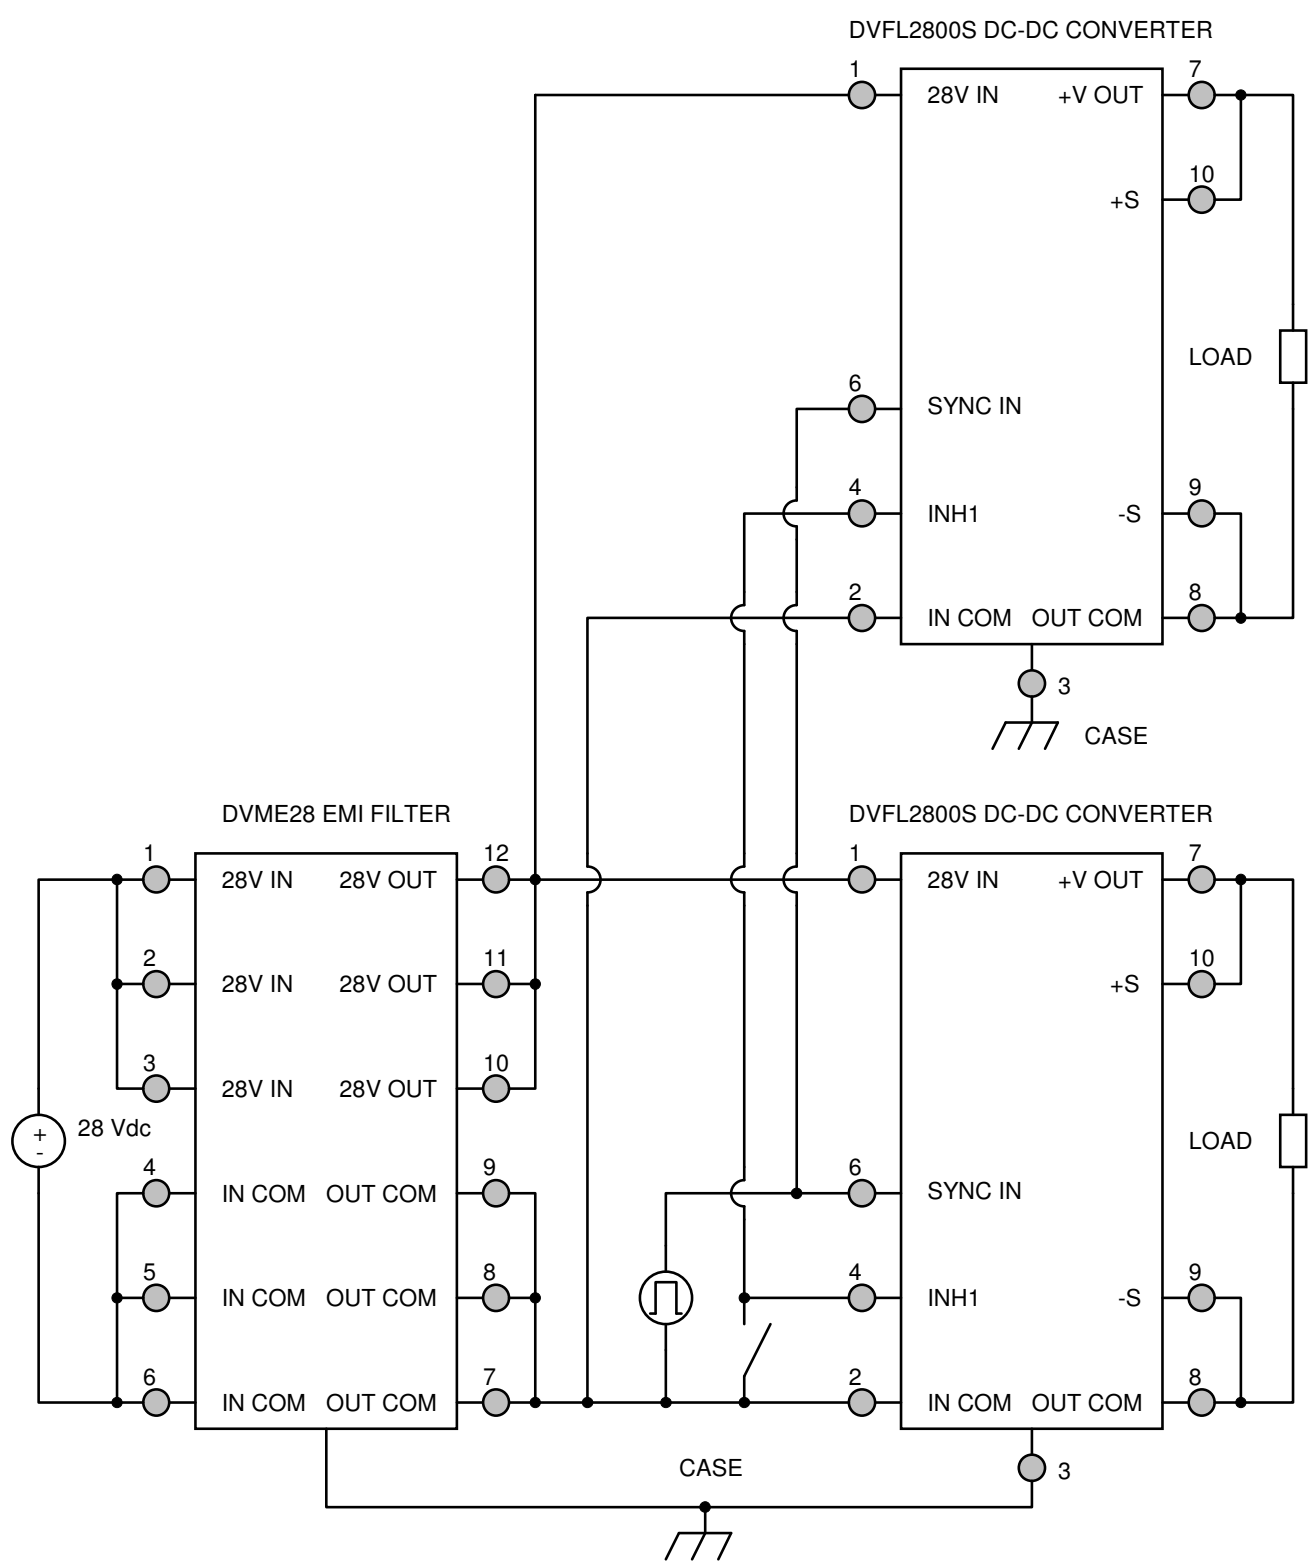 DVFL2800S DC-DC CONVERTER
1
7
28V IN
+V OUT
10
+S
6
SYNC IN
LOAD
4
9
INH1
-S
2
8
IN COM
OUT COM
3
CASE
DVME28 EMI FILTER
DVFL2800S DC-DC CONVERTER
1
12
1
7
28V IN
28V OUT
28V IN
+V OUT
2
11
10
28V IN
28V OUT
+S
3
10
28V IN
28V OUT
+
-
28 Vdc
LOAD
4
9
6
IN COM
OUT COM
SYNC IN
5
8
4
9
IN COM
OUT COM
INH1
-S
6
7
2
8
IN COM
OUT COM
IN COM
OUT COM
CASE
3